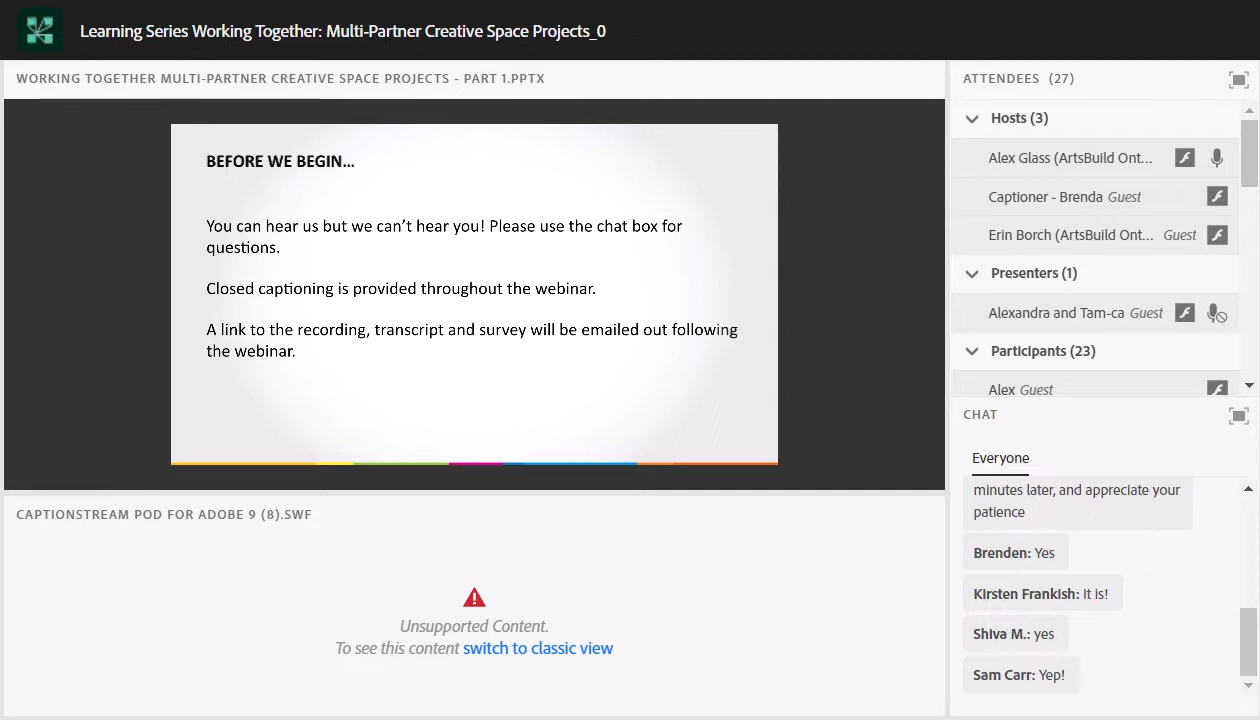 Learning Series Working Together: Multi-Partner Creative Space Projects_0
WORKING TOGETHER MULTI-PARTNER CREATIVE SPACE PROJECTS - PART 1.PPTX
BEFORE WE BEGIN...
You can hear us but we can't hear you! Please use the chat box for
questions.
Closed captioning is provided throughout the webinar.
A link to the recording, transcript and survey will be emailed out following
the webinar.
CAPTIONSTREAM POD FOR ADOBE 9 (8).SWF
Unsupported Content.
To see this content switch to classic view
ATTENDEES (27)
Hosts (3)
Alex Glass (ArtsBuild Ont...
Captioner - Brenda Guest
Erin Borch (ArtsBuild Ont... Guest
Presenters (1)
Alexandra and Tam-ca Guest
Participants (23)
Alex Guest
CHAT
Everyone
minutes later, and appreciate your
patience
Brenden: Yes
Kirsten Frankish: It is!
Shiva M.: yes
Sam Carr: Yep!